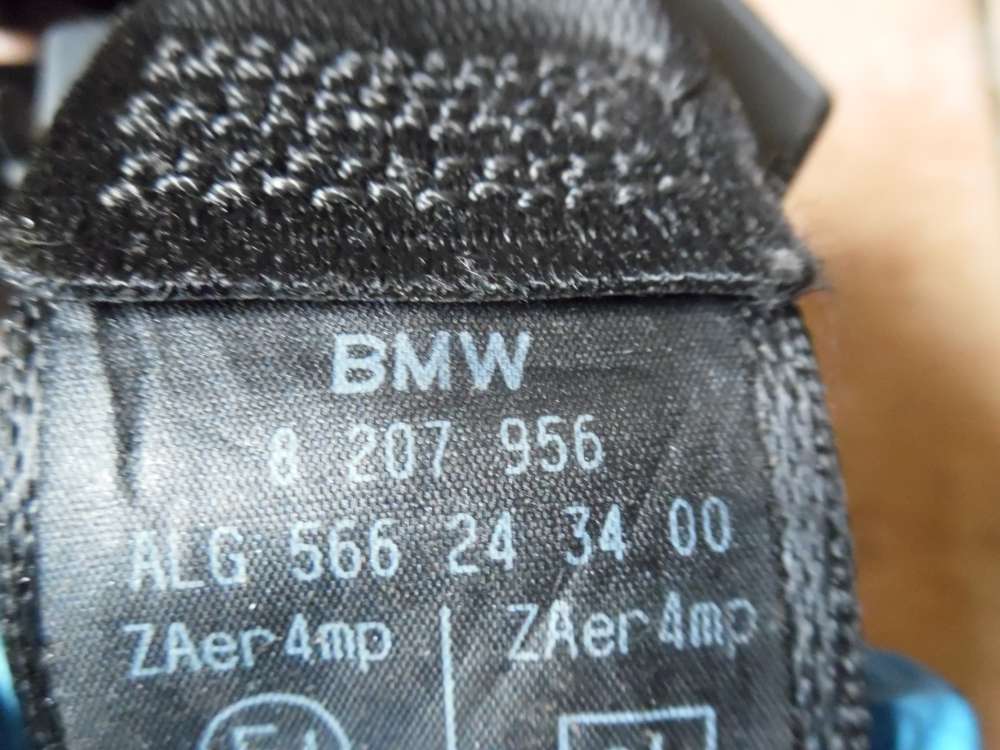 BMW
8 207 956
ALG 566 24 34 00
ZAer4mp ZAer4mp